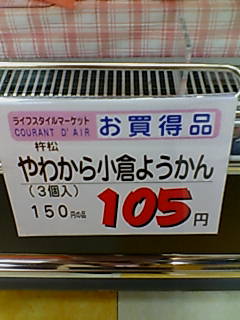 ライフスタイルマーケット
COURANT D' AIR
お買得品
杵松
やわから小倉ようかん
(3個入)
150円の品
105円